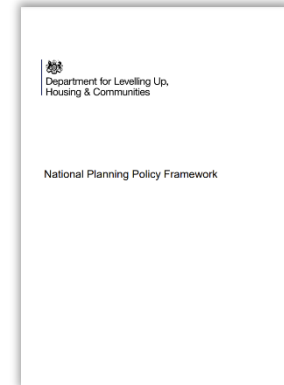 Department for Levelling Up,
Housing & Communities
National Planning Policy Framework